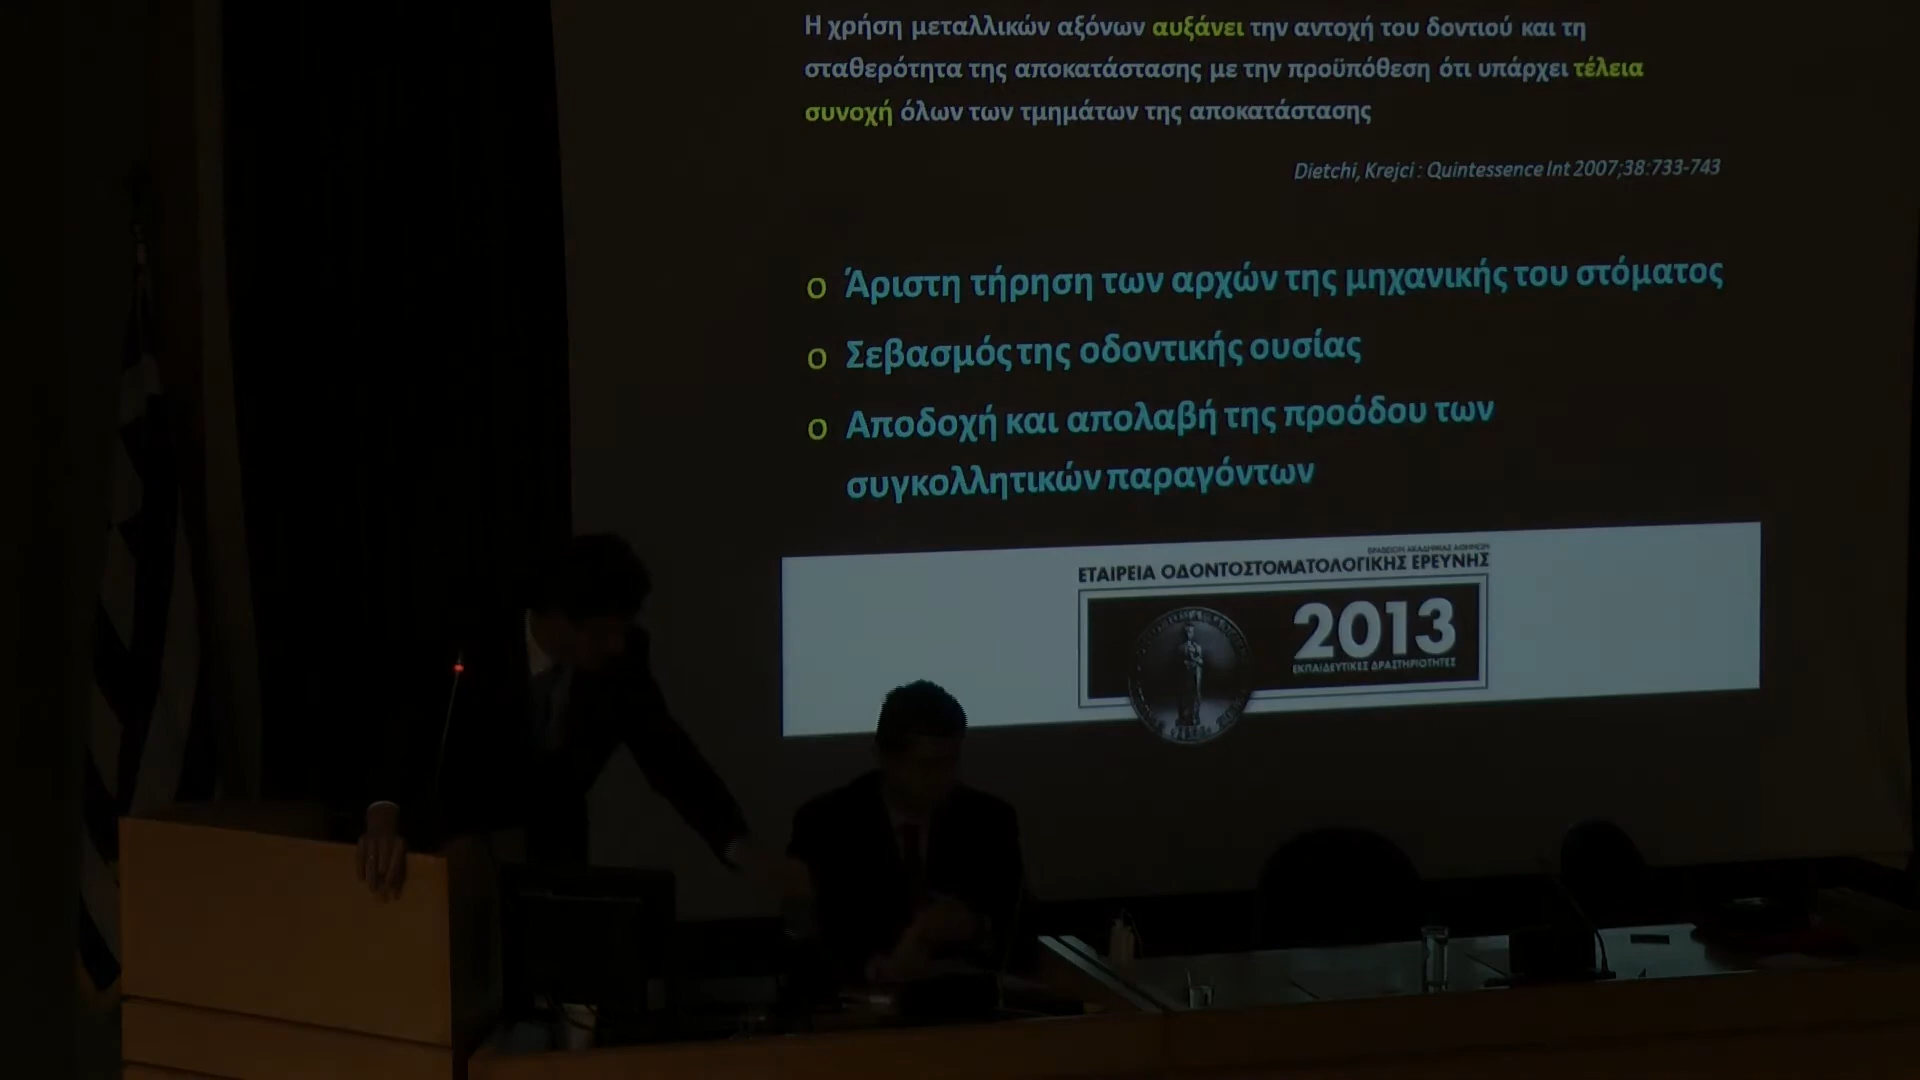 Η χρήση μεταλλικών αξόνων αυξάνει την αντοχή του δοντιού και τη
σταθερότητα της αποκατάστασης με την προϋπόθεση ότι υπάρχει τέλεια
συνοχή όλων των τμημάτων της αποκατάστασης
Dietchi, Krejci : Quintessence Int 2007;38:733-743
o Άριστη τήρηση των αρχών της μηχανικής του στόματος
o Σεβασμός της οδοντικής ουσίας
o Αποδοχή και απολαβή της προόδου των
συγκολλητικών παραγόντων
ΒΡΑΒΕΙΟΝ ΑΚΑΔΗΜΙΑΣ ΑΘΗΝΩΝ
ΕΤΑΙΡΕΙΑ ΟΔΟΝΤΟΣΤΟΜΑΤΟΛΟΓΙΚΗΣ ΕΡΕΥΝΗΣ
2013
ΕΚΠΑΙΔΕΥΤΙΚΕΣ ΔΡΑΣΤΗΡΙΟΤΗΤΕΣ